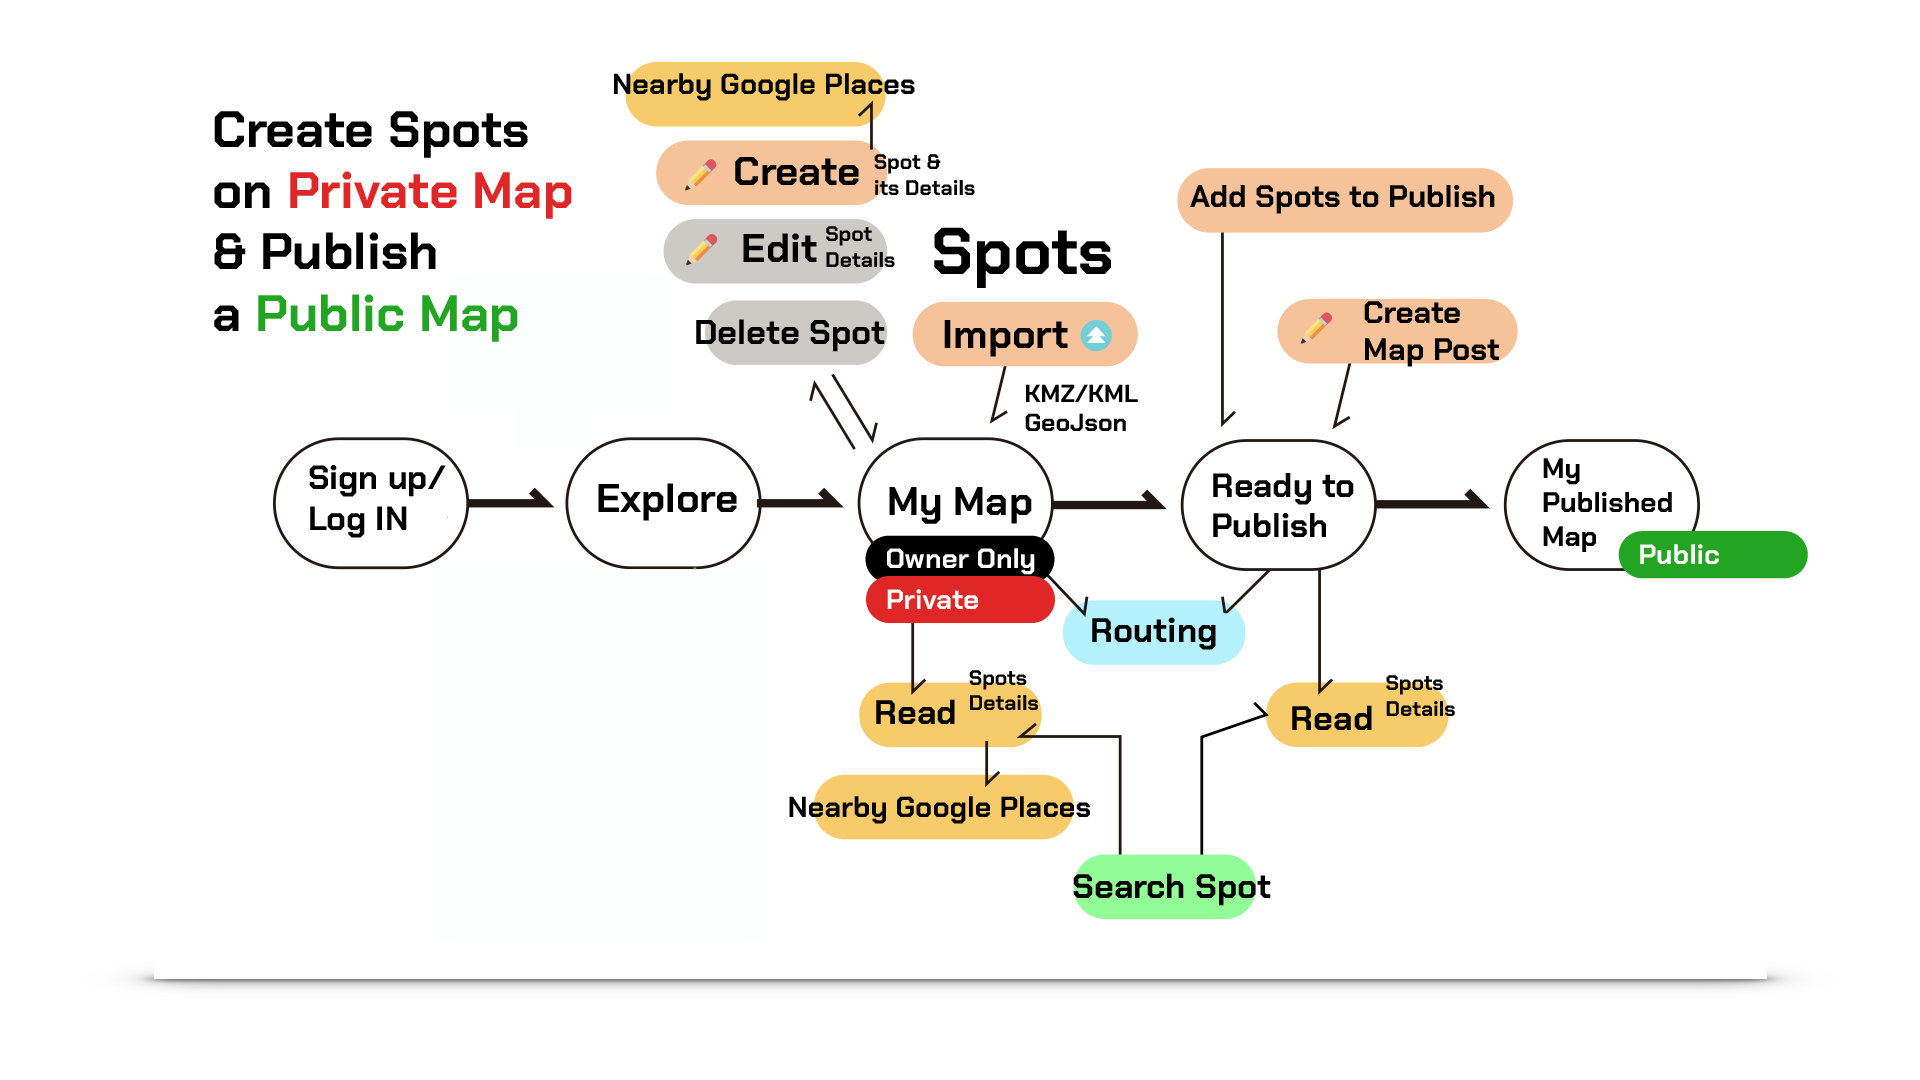 Create Spots
on Private Map
& Publish
a Public Map
Nearby Google Places
Create Spot &
its Details
Edit Spot
Details
Delete Spot
Spots
Import
KMZ/KML
GeoJson
Add Spots to Publish
Create
Map Post
Sign up/
Log IN
Explore
My Map
Owner Only
Private
Ready to
Publish
My
Published
Map
Public
Routing
Read Spots
Details
Nearby Google Places
Read Spots
Details
Search Spot